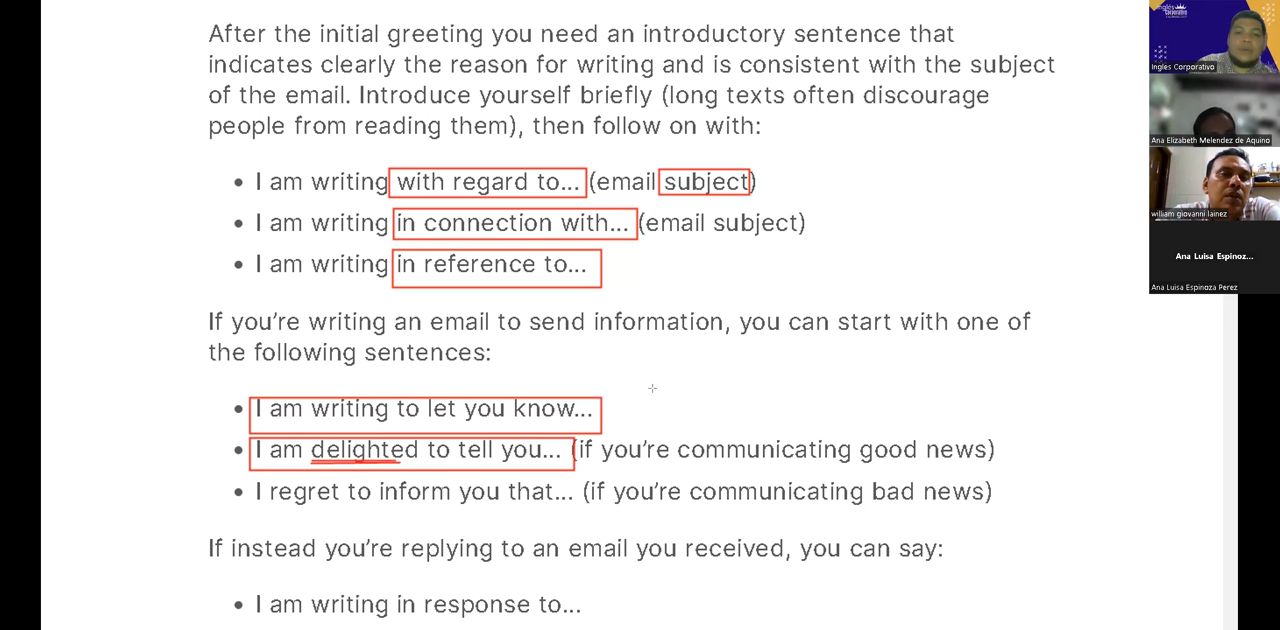 After the initial greeting you need an introductory sentence that
indicates clearly the reason for writing and is consistent with the subject
of the email. Introduce yourself briefly (long texts often discourage
people from reading them), then follow on with:
• I am writing with regard to... (email subject)
• I am writing in connection with... (email subject)
• I am writing in reference to...
If you’re writing an email to send information, you can start with one of
the following sentences:
• I am writing to let you know...
• I am delighted to tell you... (if you’re communicating good news)
• I regret to inform you that... (if you’re communicating bad news)
If instead you’re replying to an email you received, you can say:
• I am writing in response to...
Inglés Corporativo
Ana Elizabeth Melendez de Aquino
william giovanni lainez
Ana Luisa Espinoz...
Ana Luisa Espinoza Perez